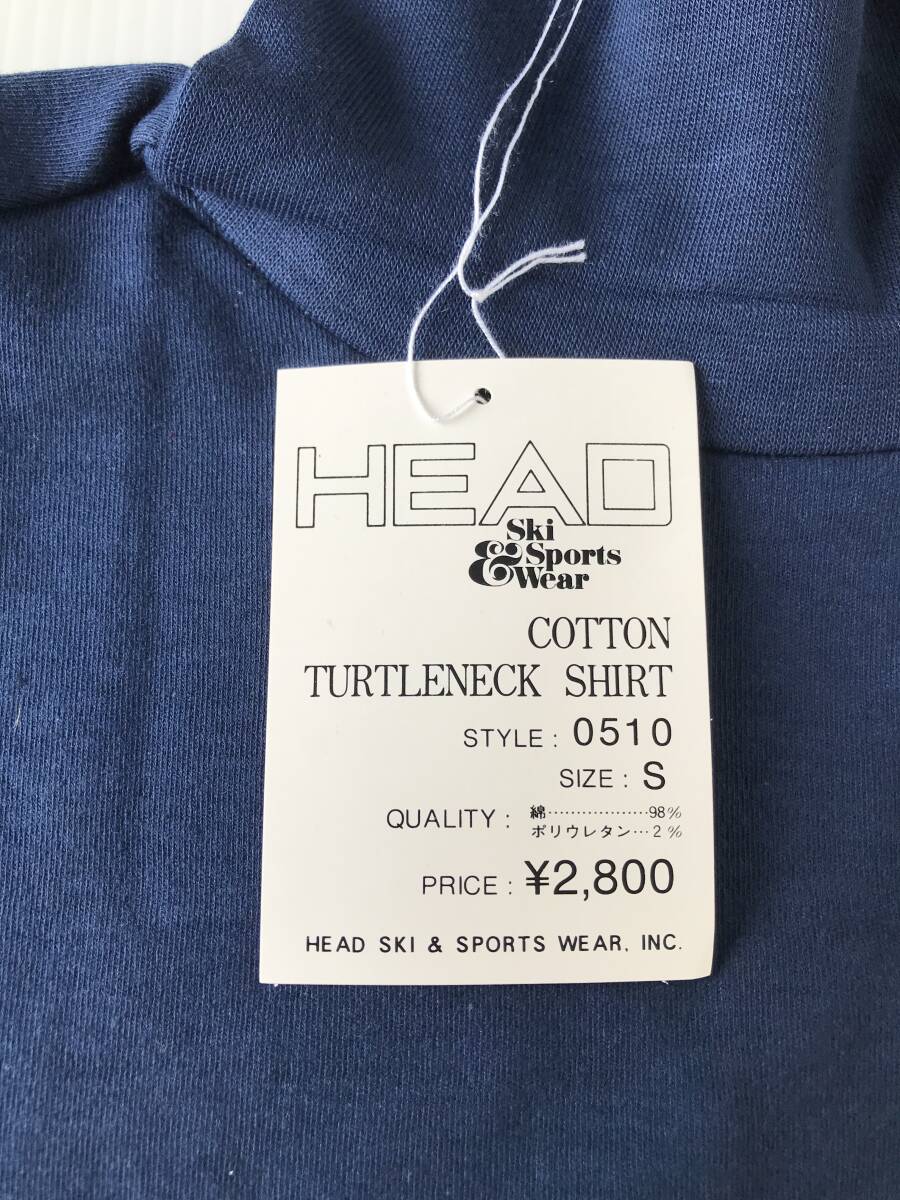 HEAD
Ski
& Sports
Wear
COTTON
TURTLENECK SHIRT
STYLE : 0510
SIZE : S
QUALITY : 綿………………98%
ポリウレタン…2%
PRICE : ¥2,800
HEAD SKI & SPORTS WEAR, INC.